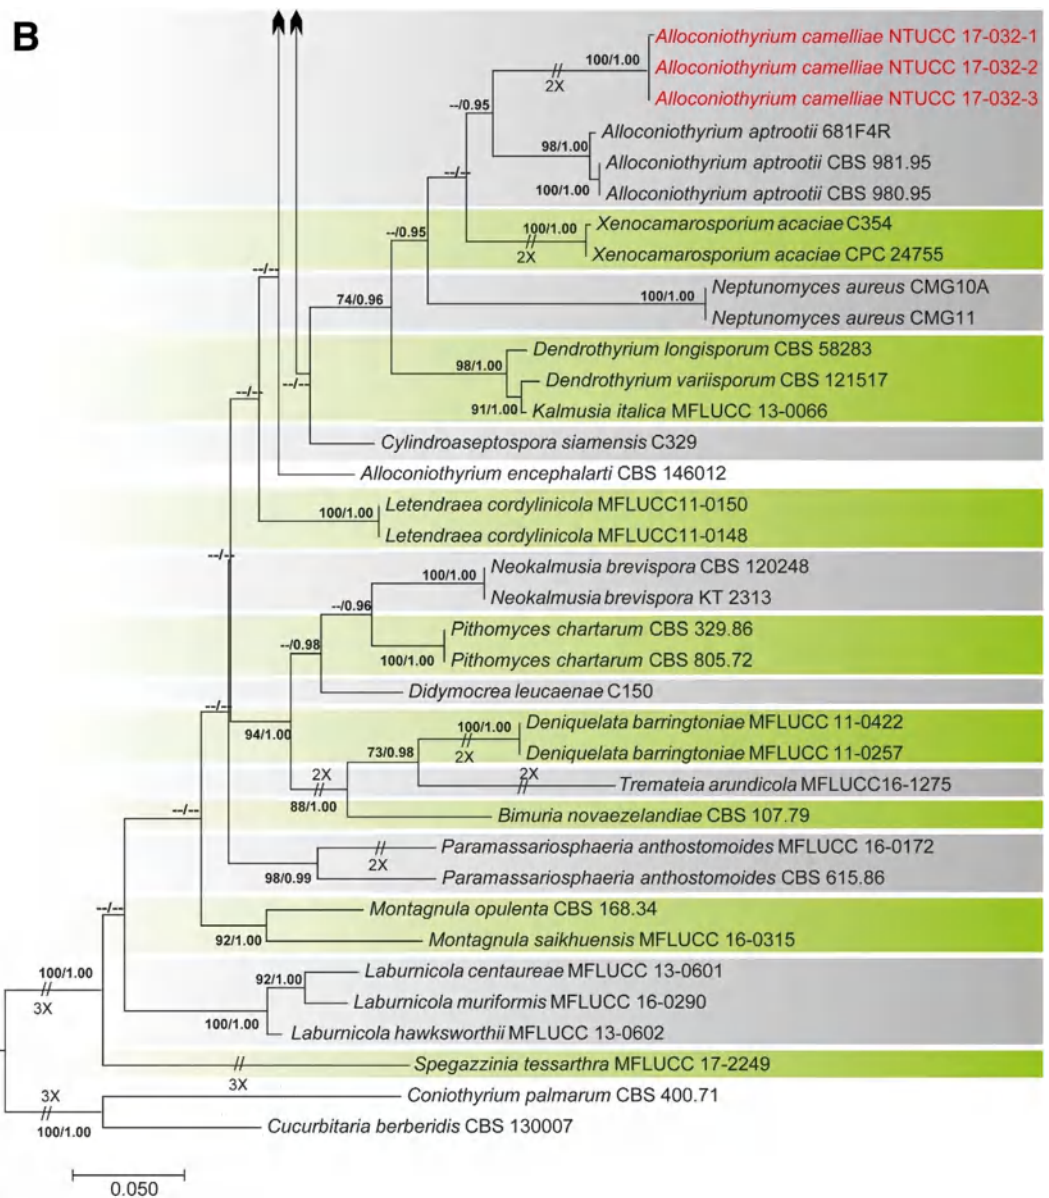 B
Alloconiothyrium camelliae NTUCC 17-032-1
100/1.00
2X
Alloconiothyrium camelliae NTUCC 17-032-2
Alloconiothyrium camelliae NTUCC 17-032-3
--/0.95
Alloconiothyrium aptrootii 681F4R
98/1.00
Alloconiothyrium aptrootii CBS 981.95
100/1.00
Alloconiothyrium aptrootii CBS 980.95
--/--
Xenocamarosporium acaciae C354
100/1.00
2X
Xenocamarosporium acaciae CPC 24755
--/0.95
Neptunomyces aureus CMG10A
100/1.00
Neptunomyces aureus CMG11
--/--
74/0.96
Dendrothyrium longisporum CBS 58283
98/1.00
Dendrothyrium variisporum CBS 121517
--/--
91/1.00
Kalmusia italica MFLUCC 13-0066
--/--
Cylindroaseptospora siamensis C329
Alloconiothyrium encephalarti CBS 146012
Letendraea cordylinicola MFLUCC11-0150
100/1.00
Letendraea cordylinicola MFLUCC11-0148
--/--
Neokalmusia brevispora CBS 120248
100/1.00
Neokalmusia brevispora KT 2313
--/0.96
Pithomyces chartarum CBS 329.86
--/0.98
100/1.00
Pithomyces chartarum CBS 805.72
Didymocrea leucaenae C150
--/--
94/1.00
Deniquelata barringtoniae MFLUCC 11-0422
100/1.00
2X
73/0.98
Deniquelata barringtoniae MFLUCC 11-0257
2X
2X
Tremateia arundicola MFLUCC16-1275
88/1.00
Bimuria novaezelandiae CBS 107.79
--/--
Paramassariosphaeria anthostomoides MFLUCC 16-0172
2X
98/0.99
Paramassariosphaeria anthostomoides CBS 615.86
--/--
Montagnula opulenta CBS 168.34
92/1.00
Montagnula saikhuensis MFLUCC 16-0315
100/1.00
3X
92/1.00
Laburnicola centaureae MFLUCC 13-0601
Laburnicola muriformis MFLUCC 16-0290
100/1.00
Laburnicola hawksworthii MFLUCC 13-0602
Spegazzinia tessarthra MFLUCC 17-2249
3X
3X
Coniothyrium palmarum CBS 400.71
100/1.00
Cucurbitaria berberidis CBS 130007
0.050